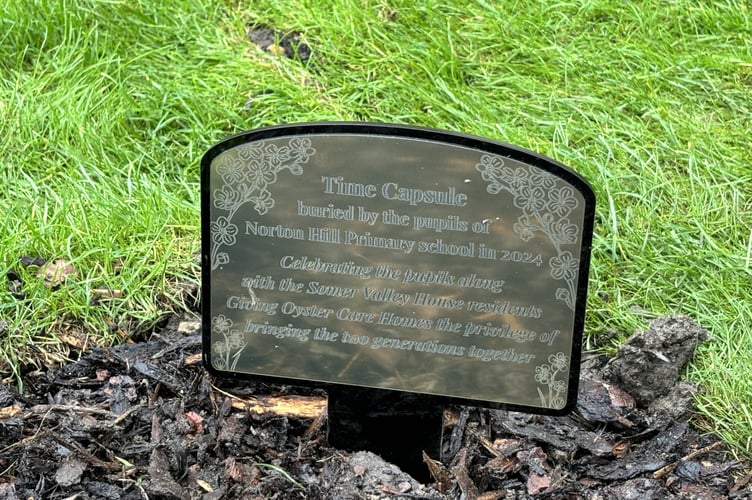 Time Capsule
buried by the pupils of
Norton Hill Primary school in 2024
Celebrating the pupils along
with the Somer Valley House residents
Giving Oyster Care Homes the privilege of
bringing the two generations together